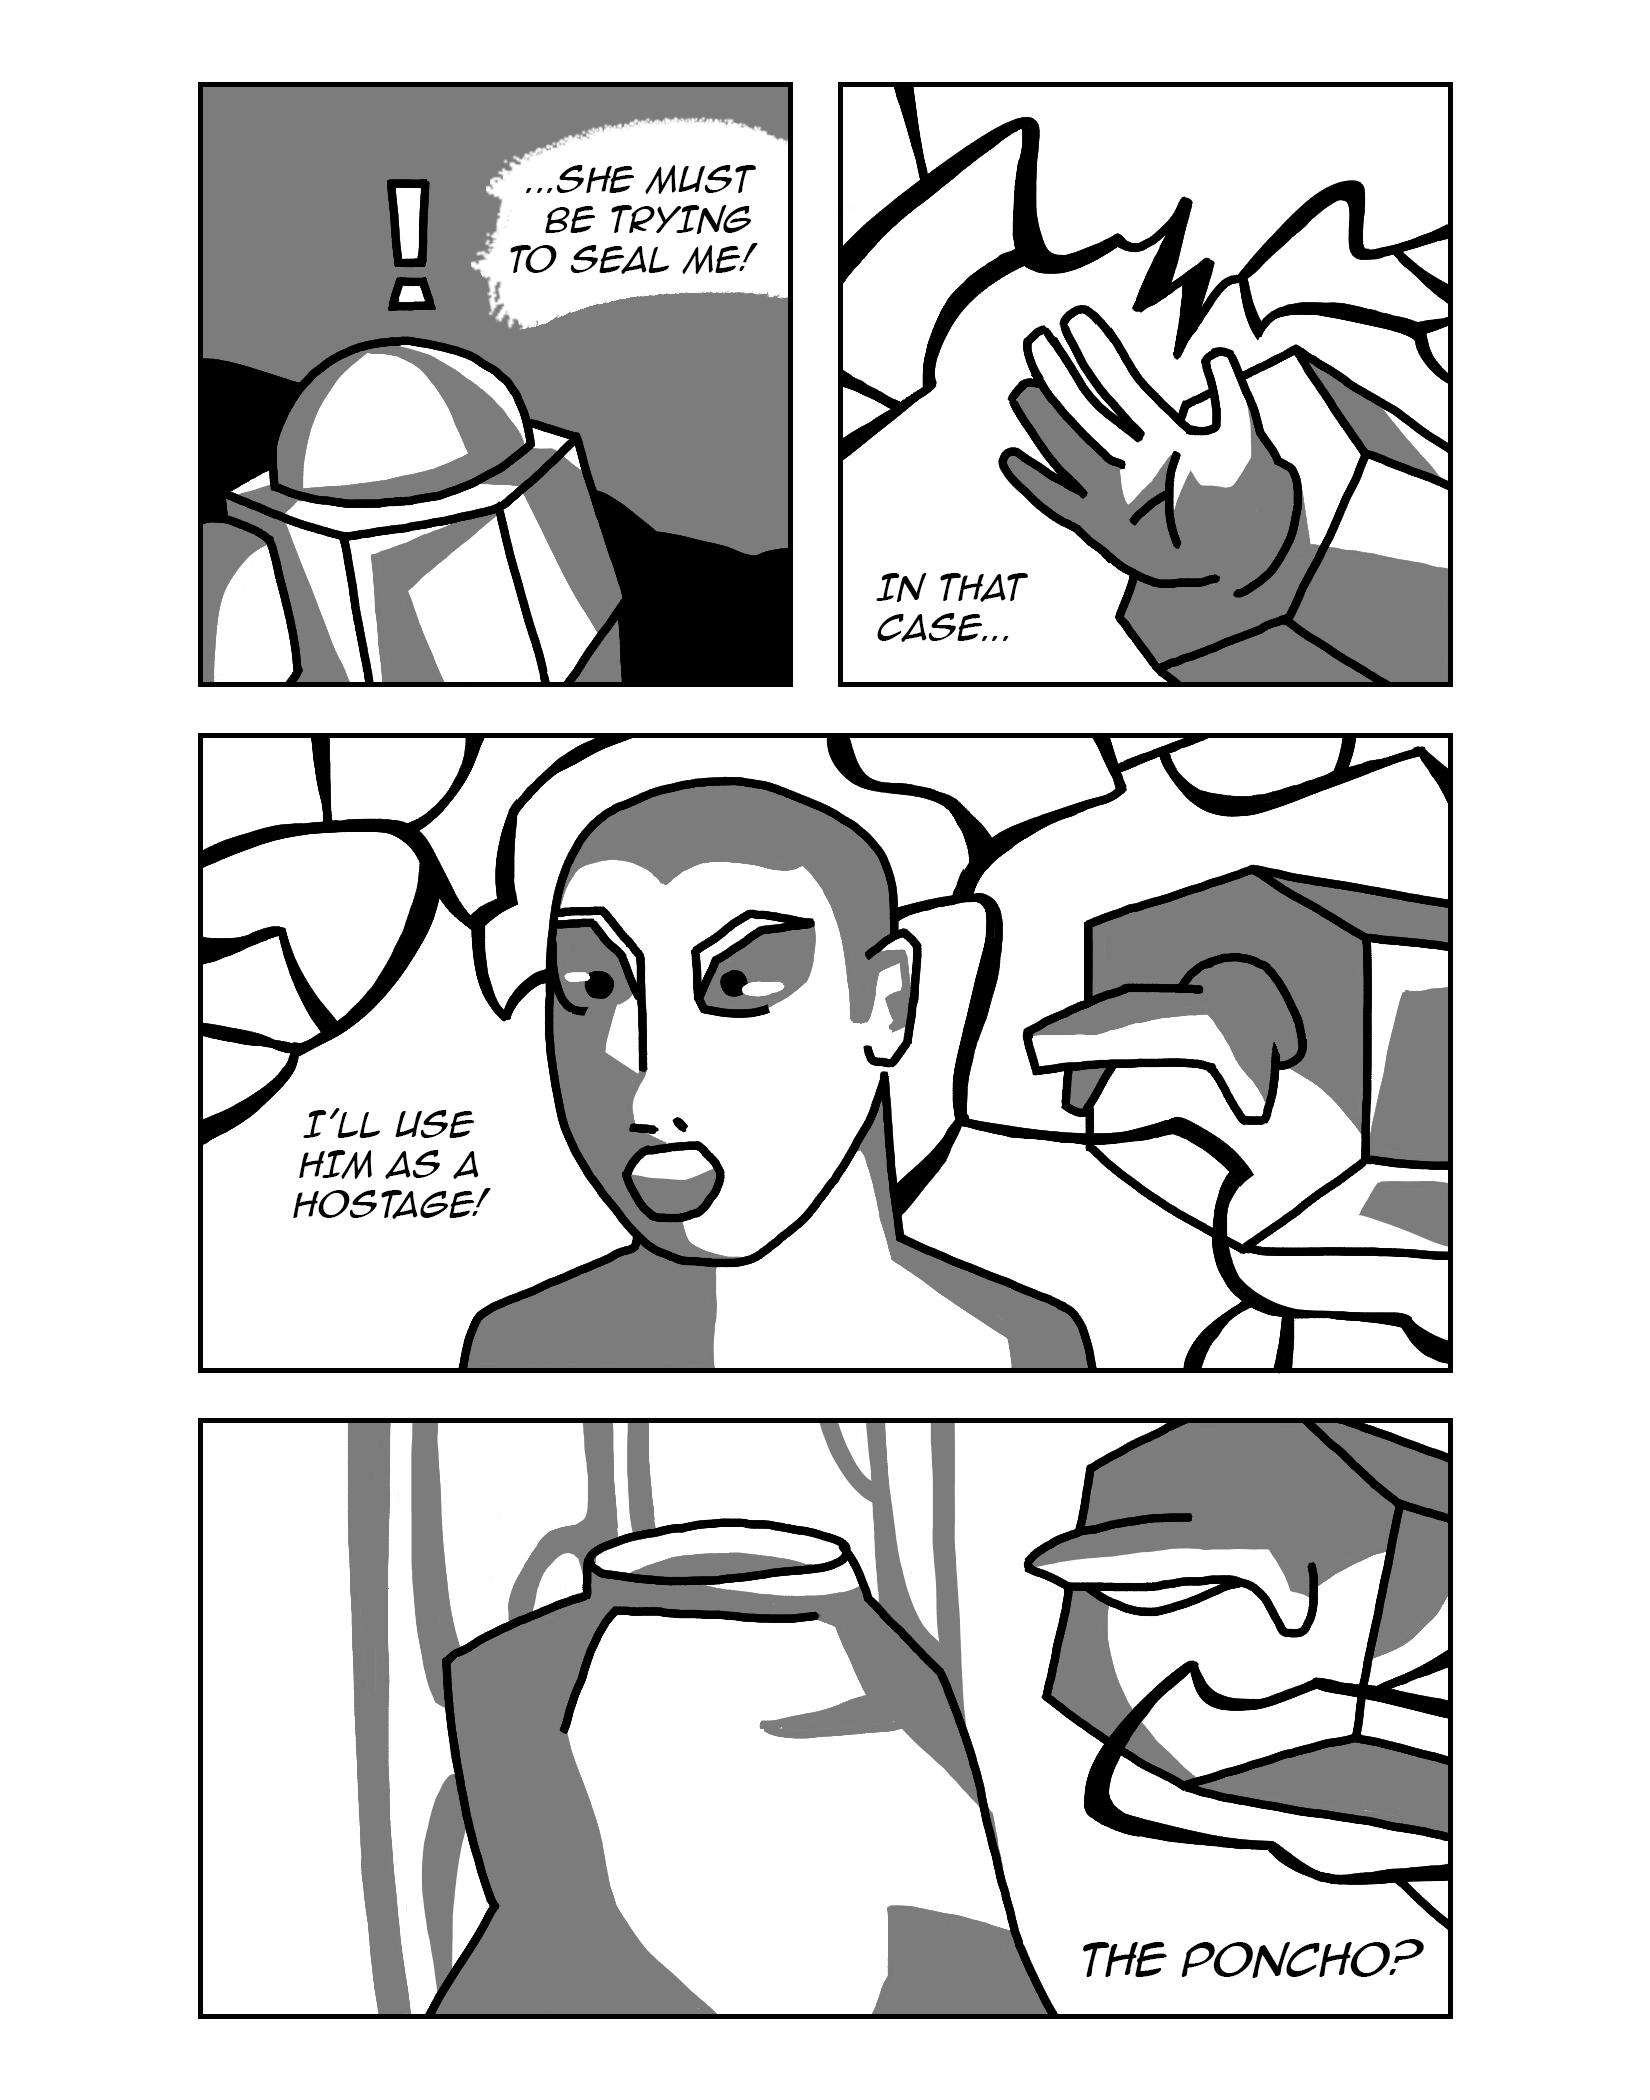 ...SHE MUST
BE TRYING
TO SEAL ME!
IN THAT
CASE...
I'LL USE
HIM AS A
HOSTAGE!
THE PONCHO?